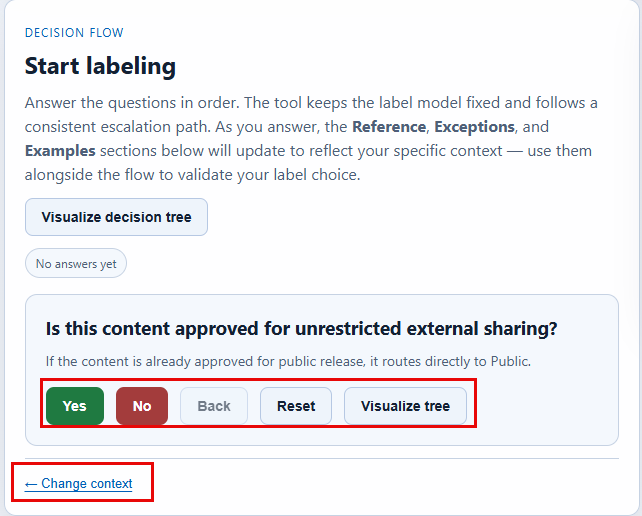 DECISION FLOW
Start labeling
Answer the questions in order. The tool keeps the label model fixed and follows a
consistent escalation path. As you answer, the Reference, Exceptions, and
Examples sections below will update to reflect your specific context — use them
alongside the flow to validate your label choice.
Visualize decision tree
No answers yet
Is this content approved for unrestricted external sharing?
If the content is already approved for public release, it routes directly to Public.
Yes No Back Reset Visualize tree
← Change context